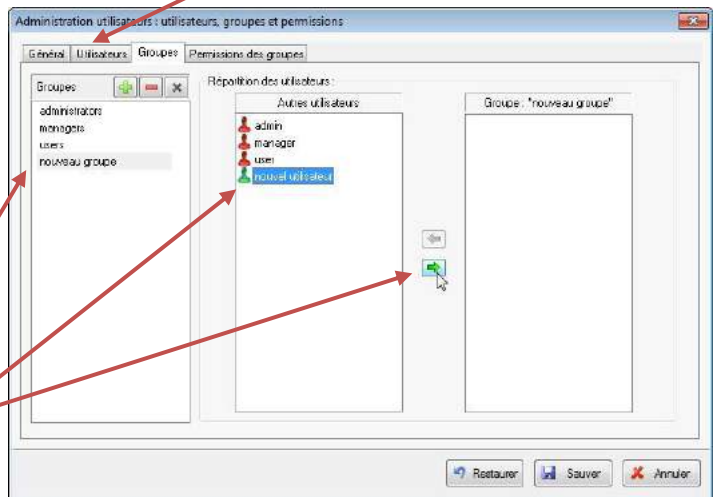 Administration utilisateurs : utilisateurs, groupes et permissions
Général Utilisateurs Groupes Permissions des groupes
Groupes
administrators
managers
users
nouveau groupe
Répartition des utilisateurs :
Autres utilisateurs
admin
manager
user
nouvel utilisateur
Groupe : "nouveau groupe"
Restaurer Sauver Annuler